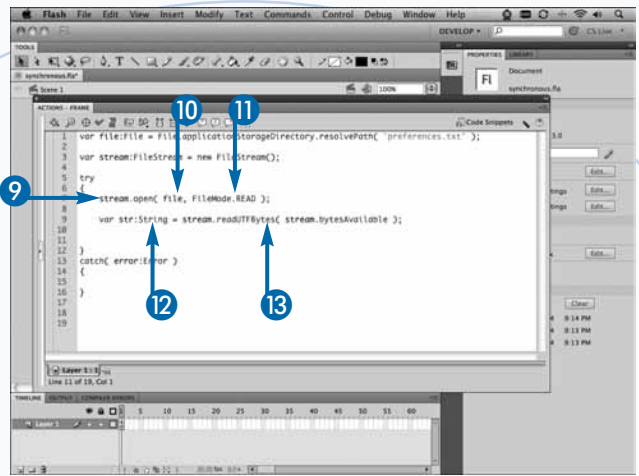 Flash File Edit View Insert Modify Text Commands Control Debug Window Help
DEVELOP
CS Live
TOOLS
PROPERTIES LIBRARY
synchronous.fla*
Scene 1
100%
Fl
Document
synchronous.fla
ACTIONS - FRAME
10
11
Code Snippets
1 var file:File = File.applicationStorageDirectory.resolvePath( "preferences.txt" );
2
3 var stream:FileStream = new FileStream();
4
5 try
6 {
9
stream.open( file, FileMode.READ );
8
9 var str:String = stream.readUTFBytes( stream.bytesAvailable );
10
11
12 }
13 catch( error:Error )
14 {
15
16 }
17
18
19
12
13
3.0
Edit...
ttings Edit...
ttings Edit...
Edit...
Clear
9:14 PM
9:13 PM
9:13 PM
Layer 1:1
Line 11 of 19, Col 1
TIMELINE OUTPUT COMPILER ERRORS
5 10 15 20 25 30 35 40 45 50 55 60
Layer 1